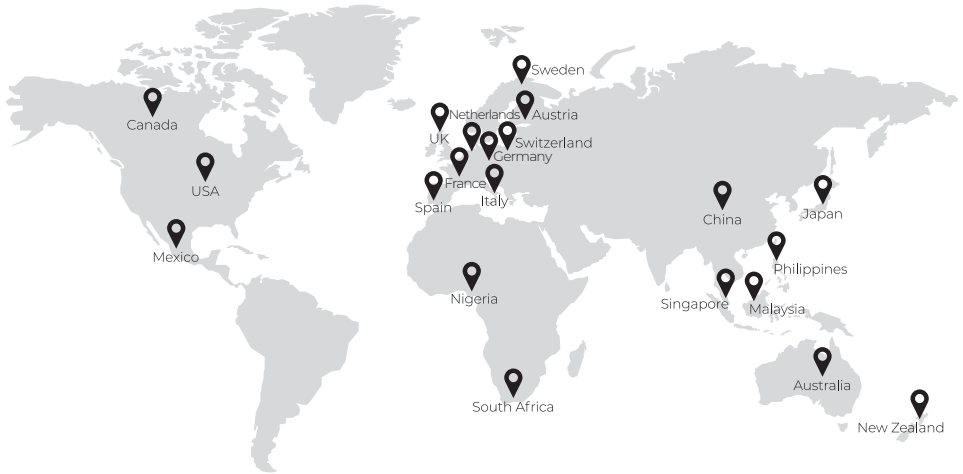 Sweden
Canada
Netherlands
Austria
UK
Switzerland
Germany
USA
France
Italy
Spain
China
Japan
Mexico
Philippines
Nigeria
Singapore
Malaysia
Australia
South Africa
New Zealand